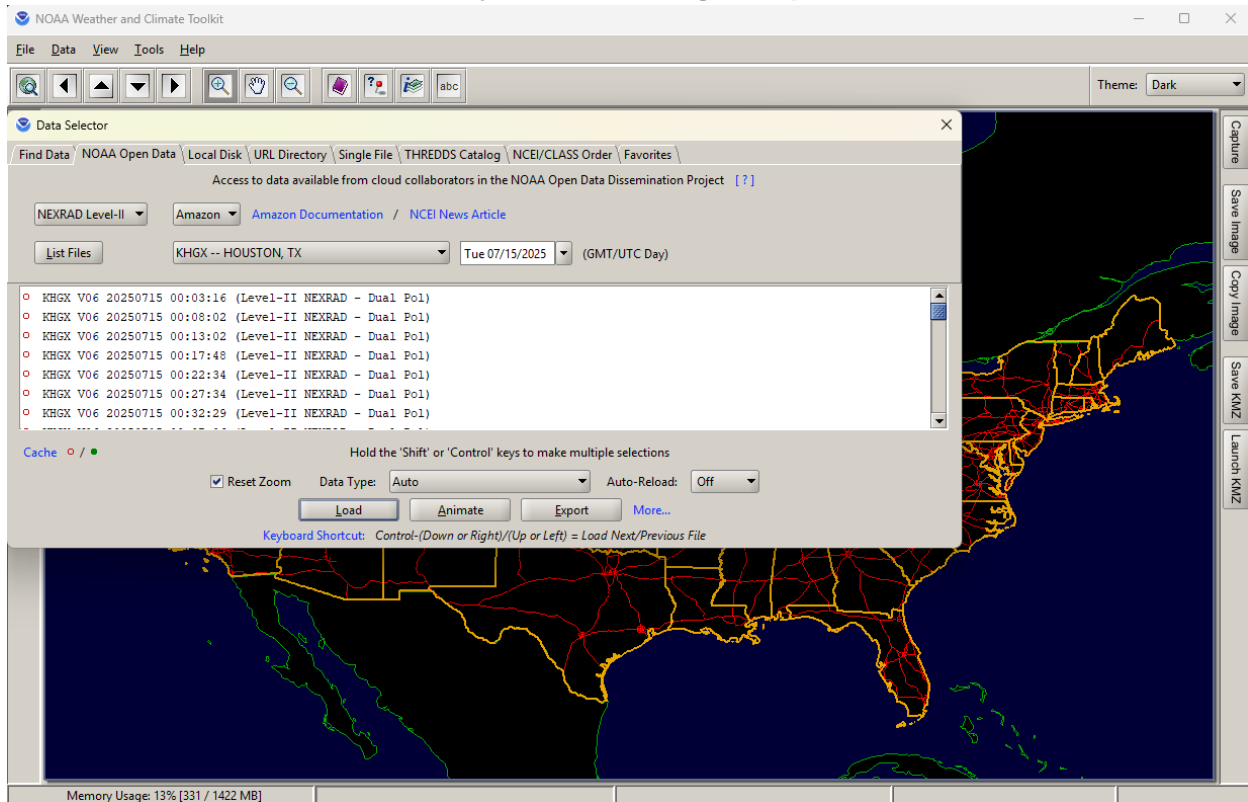 NOAA Weather and Climate Toolkit
File Data View Tools Help
abc
Theme: Dark
Data Selector
Find Data NOAA Open Data Local Disk URL Directory Single File THREDDS Catalog NCEI/CLASS Order Favorites
Access to data available from cloud collaborators in the NOAA Open Data Dissemination Project [ ? ]
NEXRAD Level-II Amazon Amazon Documentation / NCEI News Article
List Files KHGX -- HOUSTON, TX Tue 07/15/2025 (GMT/UTC Day)
KHGX V06 20250715 00:03:16 (Level-II NEXRAD - Dual Pol)
KHGX V06 20250715 00:08:02 (Level-II NEXRAD - Dual Pol)
KHGX V06 20250715 00:13:02 (Level-II NEXRAD - Dual Pol)
KHGX V06 20250715 00:17:48 (Level-II NEXRAD - Dual Pol)
KHGX V06 20250715 00:22:34 (Level-II NEXRAD - Dual Pol)
KHGX V06 20250715 00:27:34 (Level-II NEXRAD - Dual Pol)
KHGX V06 20250715 00:32:29 (Level-II NEXRAD - Dual Pol)
Cache / Hold the 'Shift' or 'Control' keys to make multiple selections
Reset Zoom Data Type: Auto Auto-Reload: Off
Load Animate Export More...
Keyboard Shortcut: Control-(Down or Right)/(Up or Left) = Load Next/Previous File
Capture
Save Image
Copy Image
Save KMZ
Launch KMZ
Memory Usage: 13% [331 / 1422 MB]